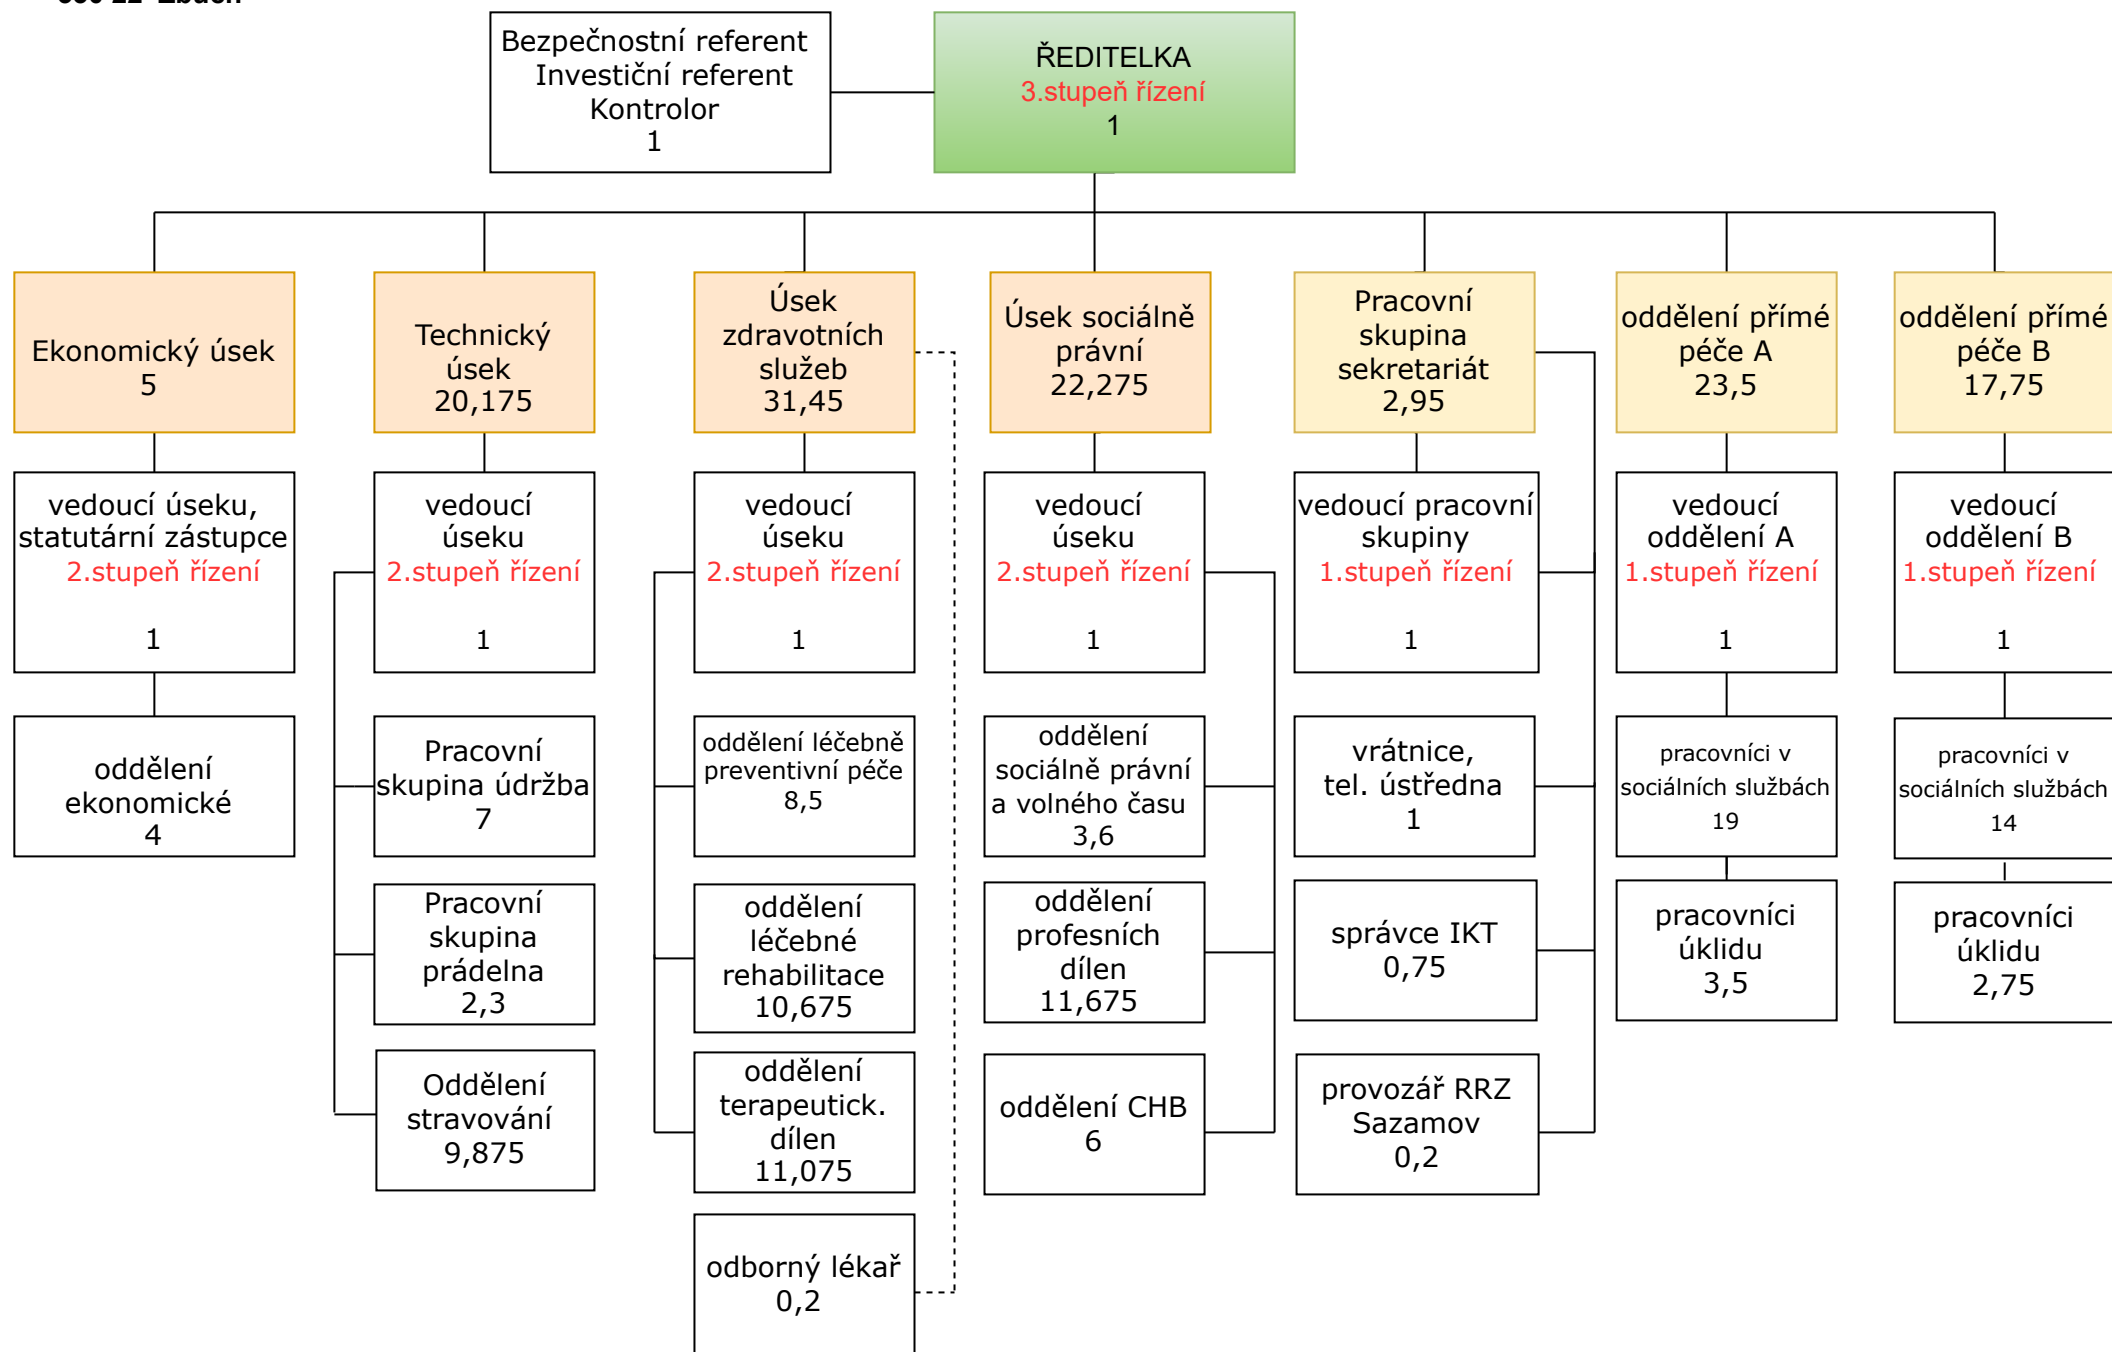 Bezpečnostní referent
Investiční referent
Kontrolor
1
ŘEDITELKA
3.stupeň řízení
1
Ekonomický úsek
5
Technický
úsek
20,175
Úsek
zdravotních
služeb
31,45
Úsek sociálně
právní
22,275
Pracovní
skupina
sekretariát
2,95
oddělení přímé
péče A
23,5
oddělení přímé
péče B
17,75
vedoucí úseku,
statutární zástupce
2.stupeň řízení
1
vedoucí
úseku
2.stupeň řízení
1
vedoucí
úseku
2.stupeň řízení
1
vedoucí
úseku
2.stupeň řízení
1
vedoucí pracovní
skupiny
1.stupeň řízení
1
vedoucí
oddělení A
1.stupeň řízení
1
vedoucí
oddělení B
1.stupeň řízení
1
oddělení
ekonomické
4
Pracovní
skupina údržba
7
oddělení léčebně
preventivní péče
8,5
oddělení
sociálně právní
a volného času
3,6
vrátnice,
tel. ústředna
1
pracovníci v
sociálních službách
19
pracovníci v
sociálních službách
14
Pracovní
skupina
prádelna
2,3
oddělení
léčebné
rehabilitace
10,675
oddělení
profesních
dílen
11,675
správce IKT
0,75
pracovníci
úklidu
3,5
pracovníci
úklidu
2,75
Oddělení
stravování
9,875
oddělení
terapeutick.
dílen
11,075
oddělení CHB
6
provozář RRZ
Sazamov
0,2
odborný lékař
0,2